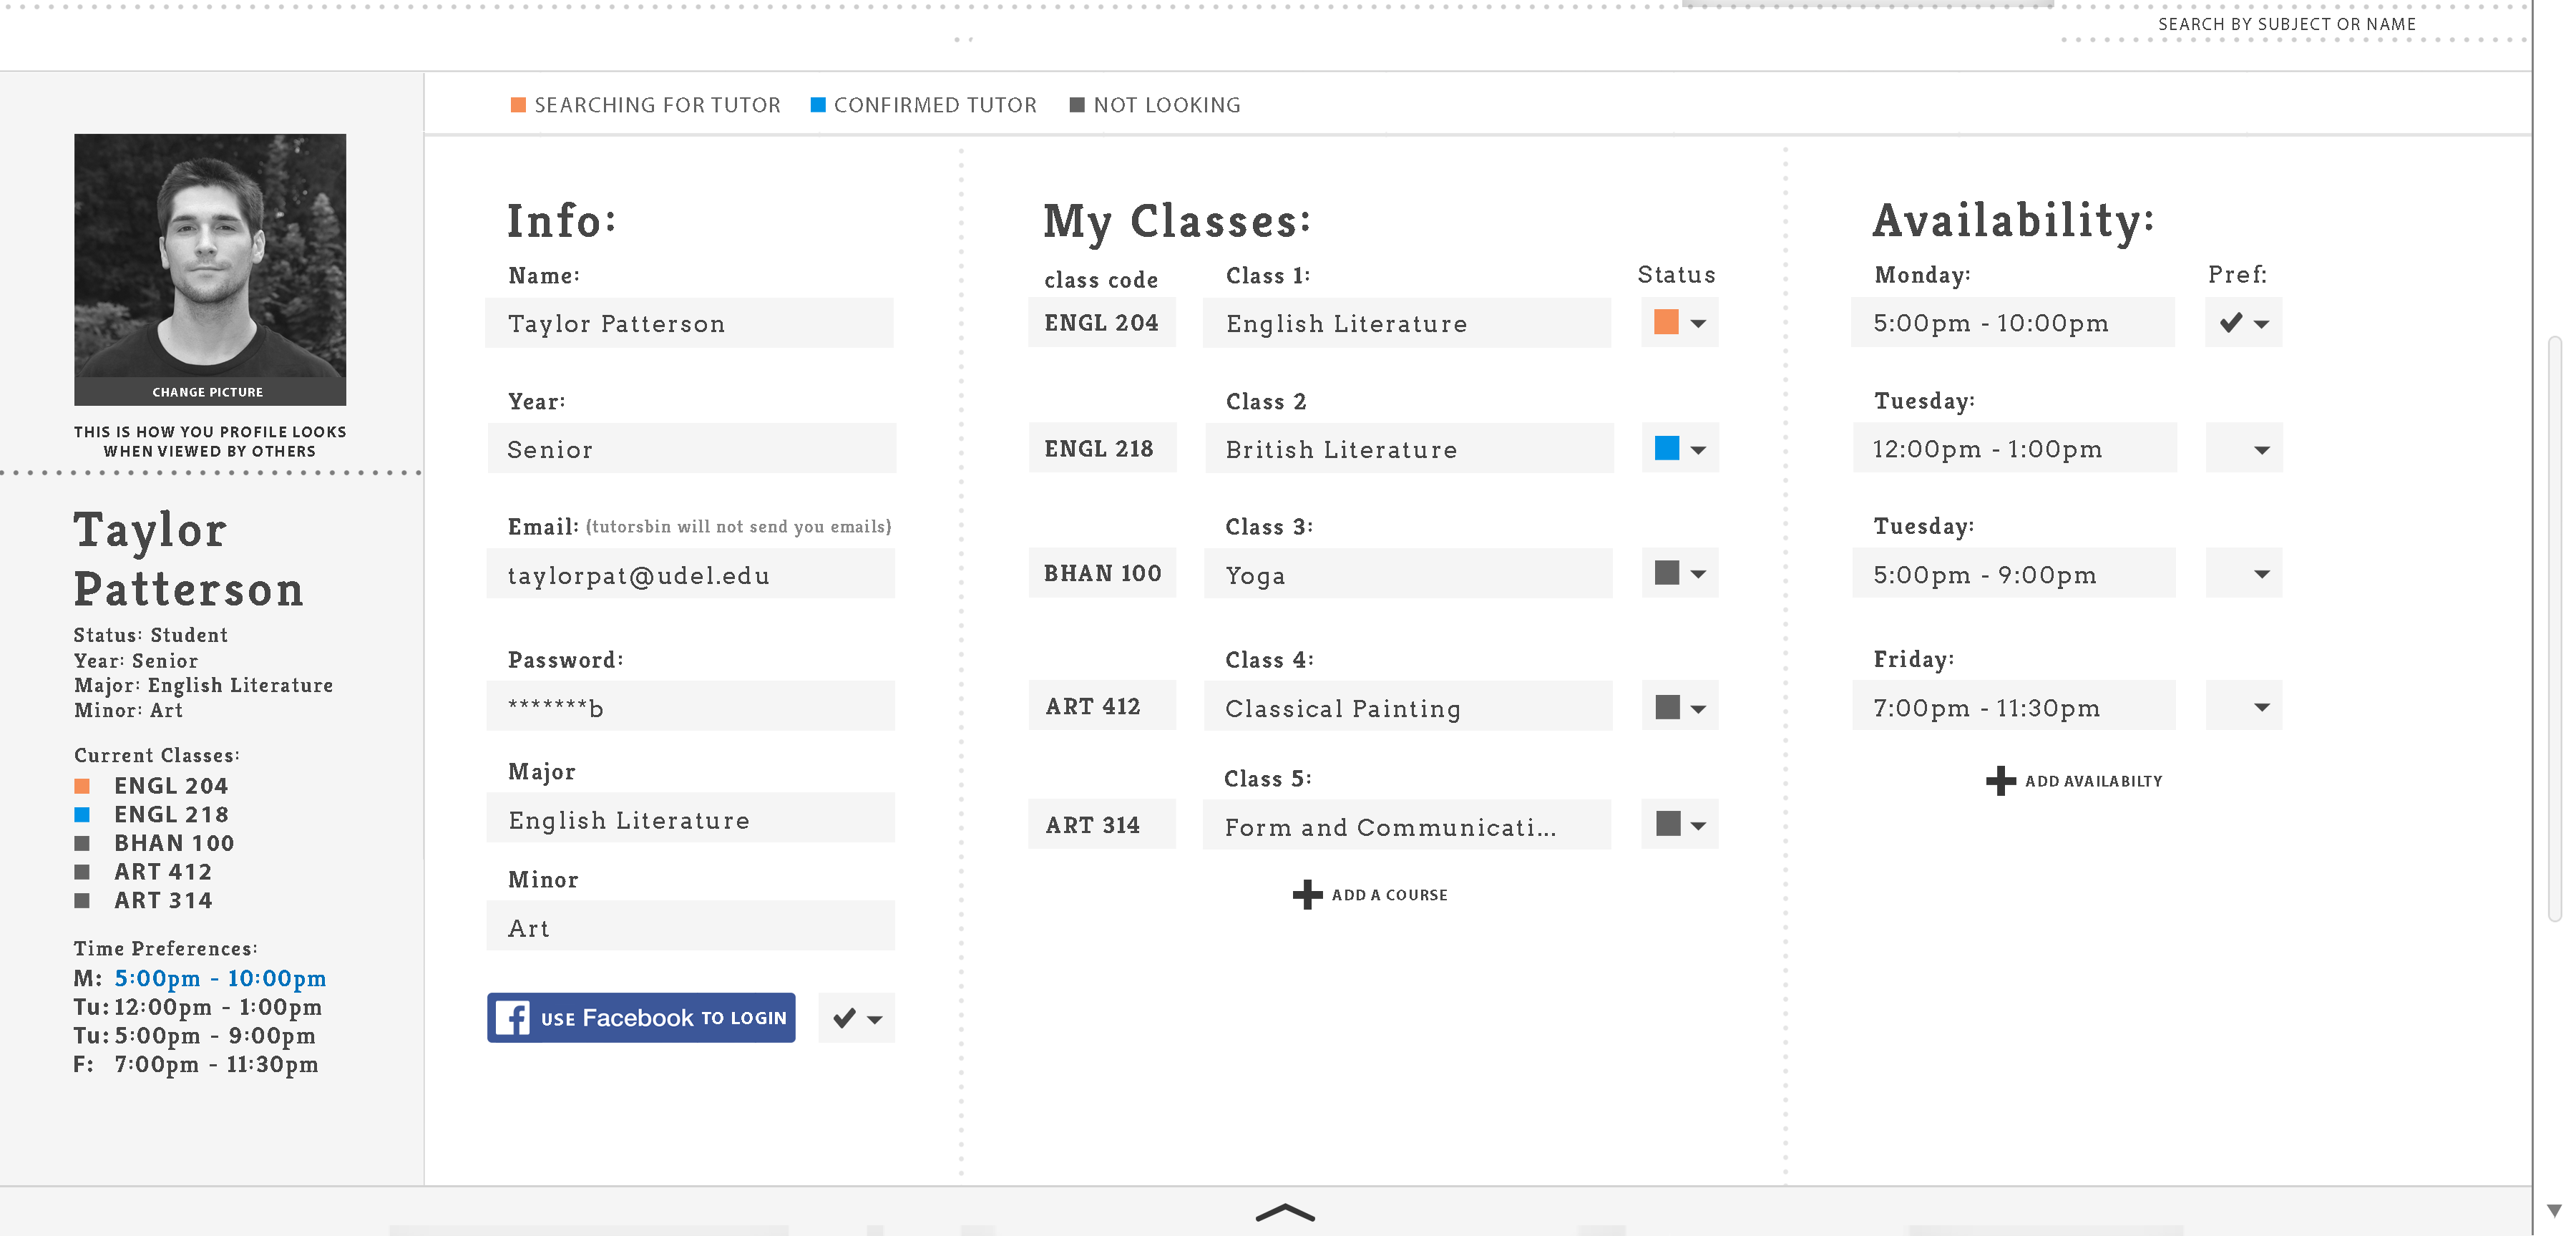 SEARCH BY SUBJECT OR NAME
SEARCHING FOR TUTOR CONFIRMED TUTOR NOT LOOKING
CHANGE PICTURE
THIS IS HOW YOU PROFILE LOOKS
WHEN VIEWED BY OTHERS
Taylor
Patterson
Status: Student
Year: Senior
Major: English Literature
Minor: Art
Current Classes:
ENGL 204
ENGL 218
BHAN 100
ART 412
ART 314
Time Preferences:
M: 5:00pm - 10:00pm
Tu: 12:00pm - 1:00pm
Tu: 5:00pm - 9:00pm
F: 7:00pm - 11:30pm
Info:
Name:
Taylor Patterson
Year:
Senior
Email: (tutorsbin will not send you emails)
taylorpat@udel.edu
Password:
*******b
Major
English Literature
Minor
Art
USE Facebook TO LOGIN
My Classes:
class code Class 1: Status
ENGL 204 English Literature
Class 2
ENGL 218 British Literature
Class 3:
BHAN 100 Yoga
Class 4:
ART 412 Classical Painting
Class 5:
ART 314 Form and Communicati...
ADD A COURSE
Availability:
Monday: Pref:
5:00pm - 10:00pm
Tuesday:
12:00pm - 1:00pm
Tuesday:
5:00pm - 9:00pm
Friday:
7:00pm - 11:30pm
ADD AVAILABILTY